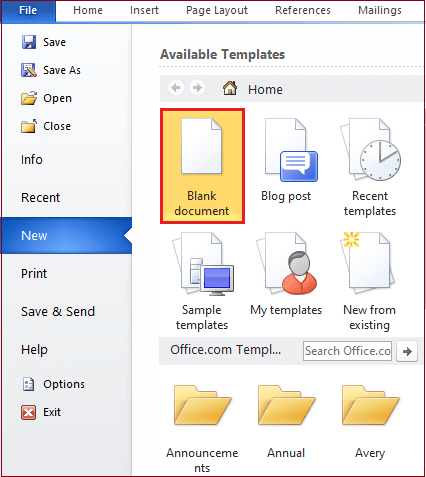 File Home Insert Page Layout References Mailings
Save
Save As
Open
Close
Info
Recent
New
Print
Save & Send
Help
Options
Exit
Available Templates
Home
Blank
document
Blog post
Recent
templates
Sample
templates
My templates
New from
existing
Office.com Templ... Search Office.co
Announceme
nts
Annual
Avery